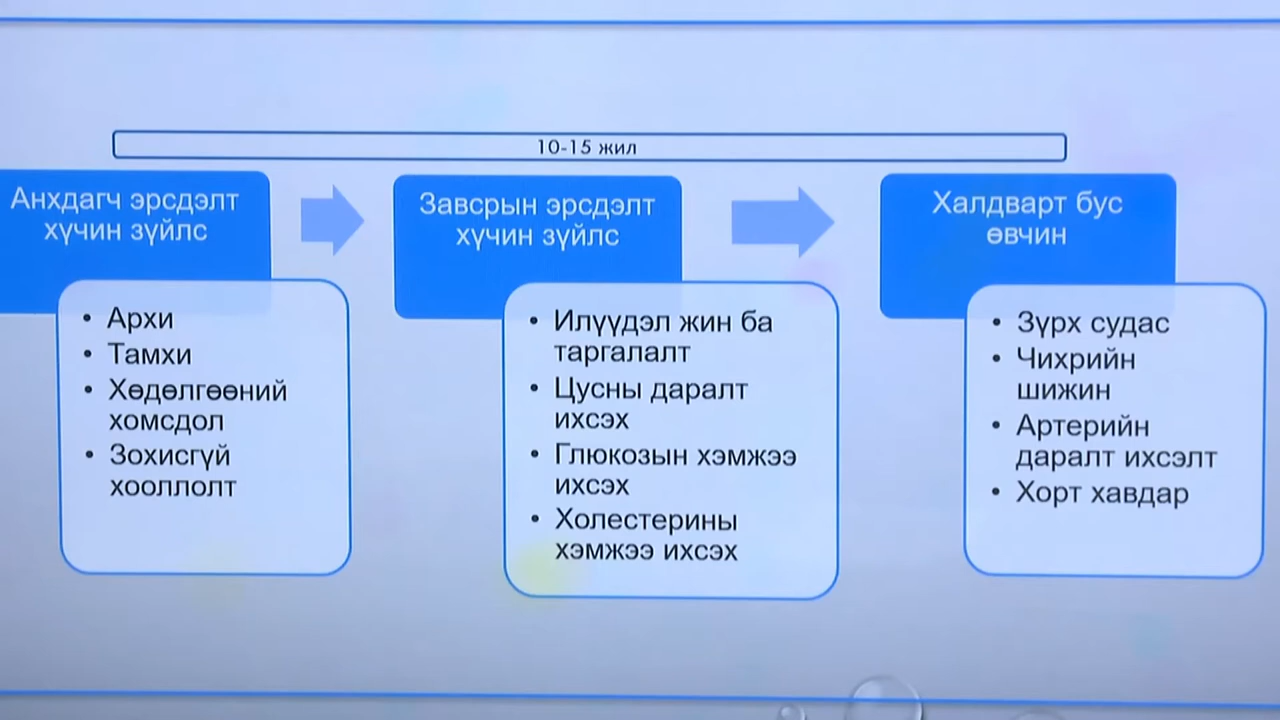 10-15 жил
Анхдагч эрсдэлт
хүчин зүйлс
• Архи
• Тамхи
• Хөдөлгөөний
хомсдол
• Зохисгүй
хооллолт
Завсрын эрсдэлт
хүчин зүйлс
• Илүүдэл жин ба
таргалалт
• Цусны даралт
ихсэх
• Глюкозын хэмжээ
ихсэх
• Холестерины
хэмжээ ихсэх
Халдварт бус
өвчин
• Зүрх судас
• Чихрийн
шижин
• Артерийн
даралт ихсэлт
• Хорт хавдар